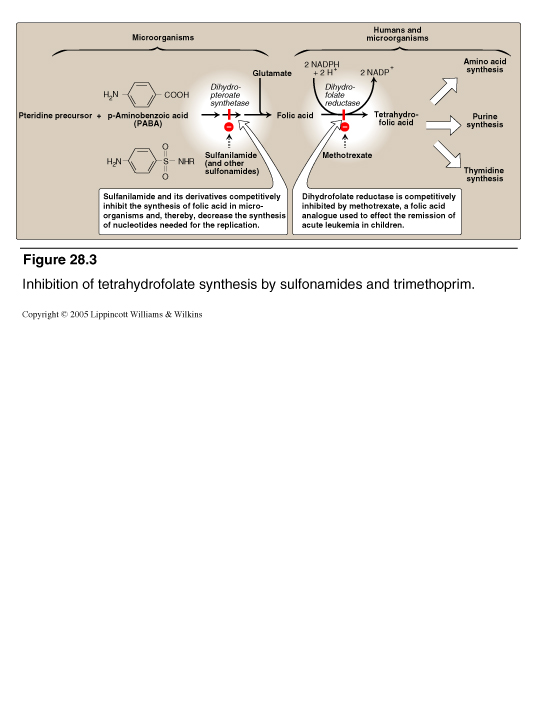 Microorganisms
Humans and
microorganisms
Glutamate
2 NADPH
+ 2 H+
2 NADP+
Amino acid
synthesis
Dihydro-
pteroate
synthetase
Dihydro-
folate
reductase
H2N
COOH
Pteridine precursor + p-Aminobenzoic acid
(PABA)
Folic acid
Tetrahydro-
folic acid
Purine
synthesis
H2N
O
S
NHR
O
Sulfanilamide
(and other
sulfonamides)
Methotrexate
Thymidine
synthesis
Sulfanilamide and its derivatives competitively
inhibit the synthesis of folic acid in micro-
organisms and, thereby, decrease the synthesis
of nucleotides needed for the replication.
Dihydrofolate reductase is competitively
inhibited by methotrexate, a folic acid
analogue used to effect the remission of
acute leukemia in children.
Figure 28.3
Inhibition of tetrahydrofolate synthesis by sulfonamides and trimethoprim.
Copyright © 2005 Lippincott Williams & Wilkins